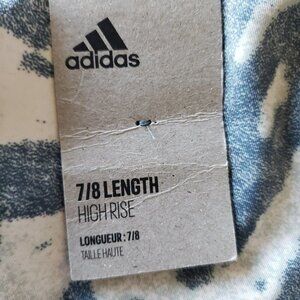 adidas
7/8 LENGTH
HIGH RISE
LONGUEUR : 7/8
TAILLE HAUTE